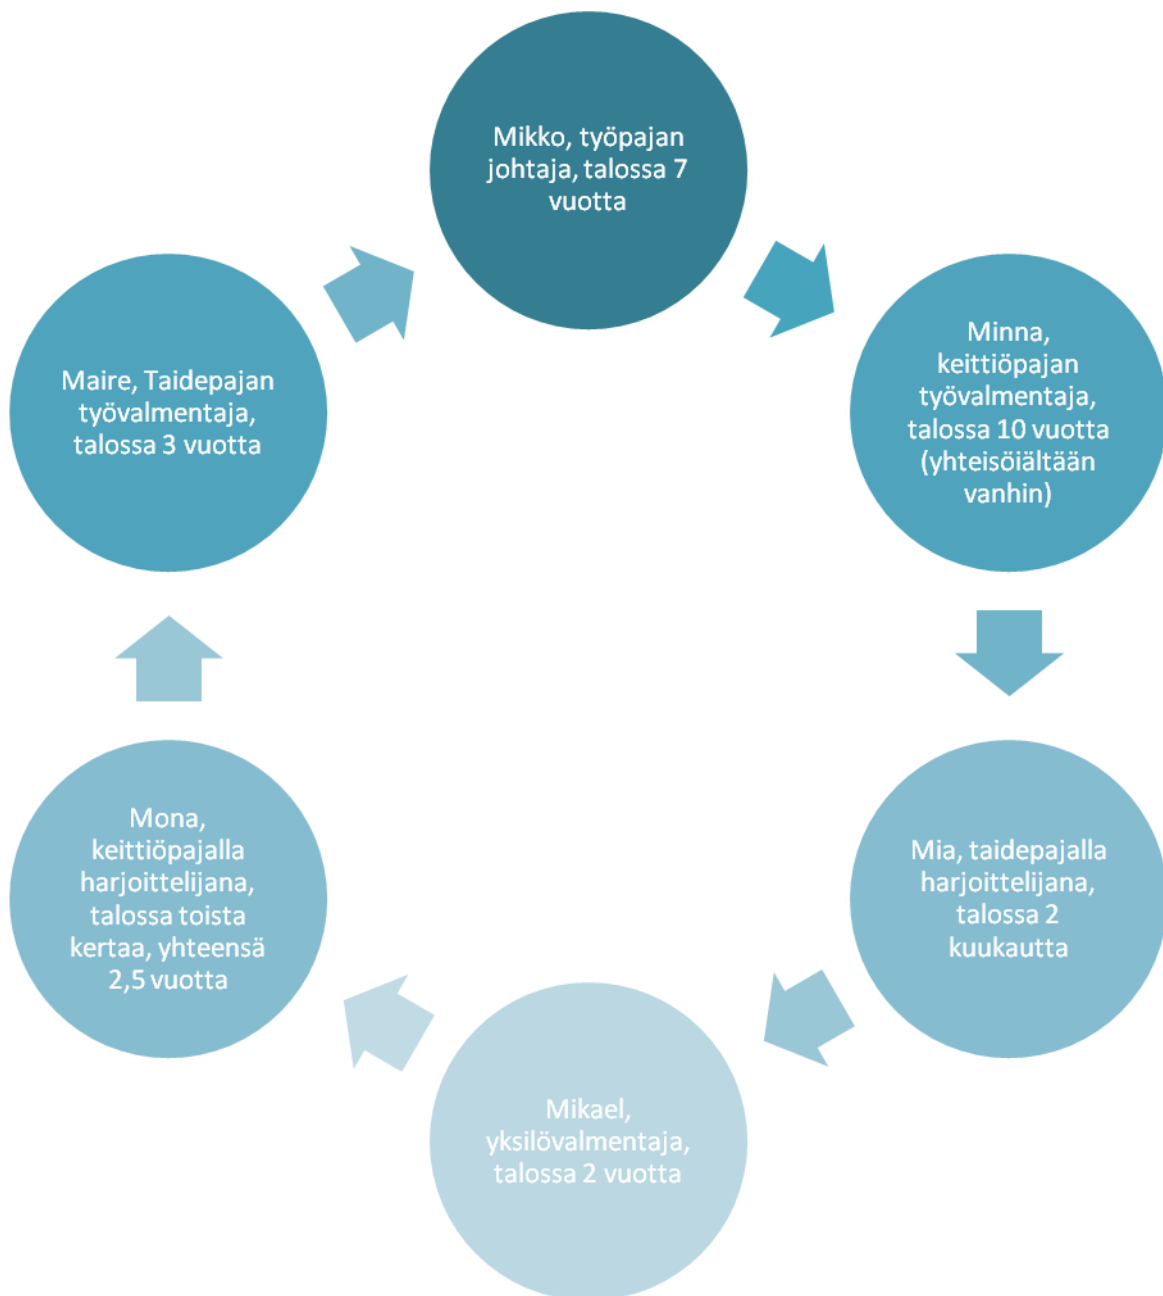 Mikko, työpajan
johtaja, talossa 7
vuotta
Minna,
keittiöpajan
työvalmentaja,
talossa 10 vuotta
(yhteisöiältään
vanhin)
Mia, taidepajalla
harjoittelijana,
talossa 2
kuukautta
Mikael,
yksilövalmentaja,
talossa 2 vuotta
Mona,
keittiöpajalla
harjoittelijana,
talossa toista
kertaa, yhteensä
2,5 vuotta
Maire, Taidepajan
työvalmentaja,
talossa 3 vuotta